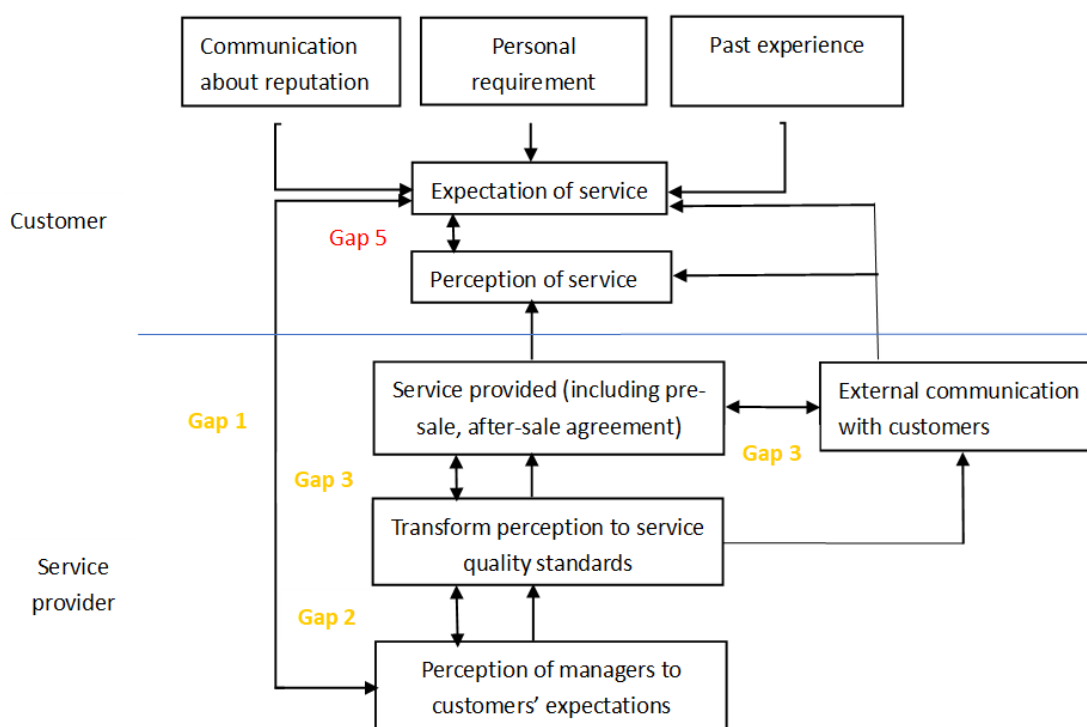 Communication
about reputation
Personal
requirement
Past experience
Expectation of service
Customer
Gap 5
Perception of service
Service provided (including pre-
sale, after-sale agreement)
External communication
with customers
Gap 1
Gap 3
Gap 3
Transform perception to service
quality standards
Service
provider
Gap 2
Perception of managers to
customers’ expectations